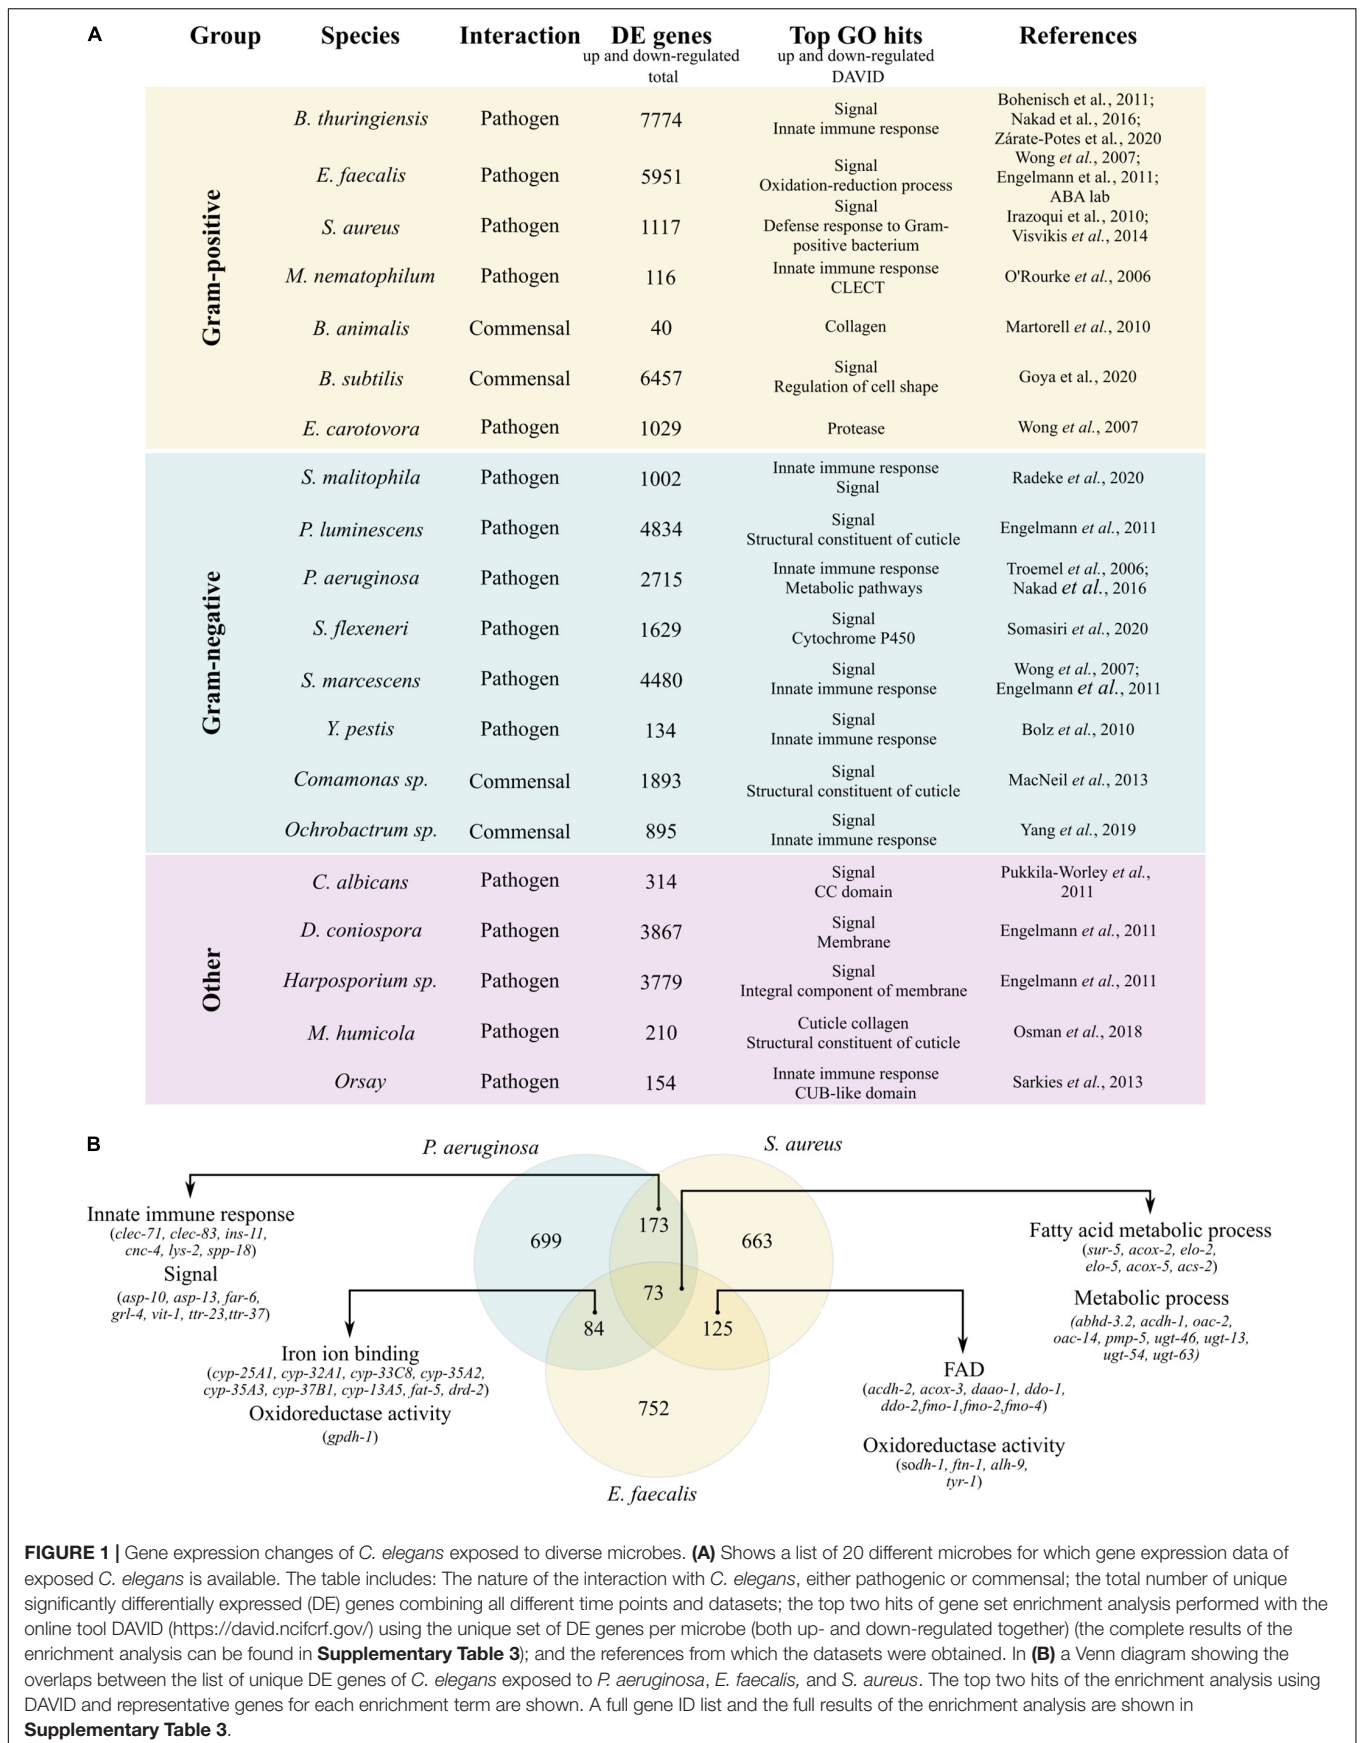 A
Group Species Interaction DE genes Top GO hits References
up and down-regulated up and down-regulated
total DAVID
Gram-positive
B. thuringiensis Pathogen 7774
Signal
Innate immune response
Bohenisch et al., 2011;
Nakad et al., 2016;
Zárate-Potes et al., 2020
E. faecalis Pathogen 5951
Signal
Oxidation-reduction process
Wong et al., 2007;
Engelmann et al., 2011;
ABA lab
S. aureus Pathogen 1117
Signal
Defense response to Gram-
positive bacterium
Irazoqui et al., 2010;
Visvikis et al., 2014
M. nematophilum Pathogen 116
Innate immune response
CLECT
O'Rourke et al., 2006
B. animalis Commensal 40 Collagen Martorell et al., 2010
B. subtilis Commensal 6457
Signal
Regulation of cell shape
Goya et al., 2020
E. carotovora Pathogen 1029 Protease Wong et al., 2007
Gram-negative
S. malitophila Pathogen 1002
Innate immune response
Signal
Radeke et al., 2020
P. luminescens Pathogen 4834
Signal
Structural constituent of cuticle
Engelmann et al., 2011
P. aeruginosa Pathogen 2715
Innate immune response
Metabolic pathways
Troemel et al., 2006;
Nakad et al., 2016
S. flexeneri Pathogen 1629
Signal
Cytochrome P450
Somasiri et al., 2020
S. marcescens Pathogen 4480
Signal
Innate immune response
Wong et al., 2007;
Engelmann et al., 2011
Y. pestis Pathogen 134
Signal
Innate immune response
Bolz et al., 2010
Comamonas sp. Commensal 1893
Signal
Structural constituent of cuticle
MacNeil et al., 2013
Ochrobactrum sp. Commensal 895
Signal
Innate immune response
Yang et al., 2019
Other
C. albicans Pathogen 314
Signal
CC domain
Pukkila-Worley et al.,
2011
D. coniospora Pathogen 3867
Signal
Membrane
Engelmann et al., 2011
Harposporium sp. Pathogen 3779
Signal
Integral component of membrane
Engelmann et al., 2011
M. humicola Pathogen 210
Cuticle collagen
Structural constituent of cuticle
Osman et al., 2018
Orsay Pathogen 154
Innate immune response
CUB-like domain
Sarkies et al., 2013
B
P. aeruginosa
S. aureus
Innate immune response
(clec-71, clec-83, ins-11,
cnc-4, lys-2, spp-18)
Signal
(asp-10, asp-13, far-6,
grl-4, vit-1, ttr-23,ttr-37)
699
173
663
73
84
125
752
Fatty acid metabolic process
(sur-5, acox-2, elo-2,
elo-5, acox-5, acs-2)
Metabolic process
(abhd-3.2, acdh-1, oac-2,
oac-14, pmp-5, ugt-46, ugt-13,
ugt-54, ugt-63)
Iron ion binding
(cyp-25A1, cyp-32A1, cyp-33C8, cyp-35A2,
cyp-35A3, cyp-37B1, cyp-13A5, fat-5, drd-2)
Oxidoreductase activity
(gpdh-1)
FAD
(acdh-2, acox-3, daao-1, ddo-1,
ddo-2,fmo-1,fmo-2,fmo-4)
Oxidoreductase activity
(sodh-1, ftn-1, alh-9,
tyr-1)
E. faecalis
FIGURE 1 | Gene expression changes of C. elegans exposed to diverse microbes. (A) Shows a list of 20 different microbes for which gene expression data of
exposed C. elegans is available. The table includes: The nature of the interaction with C. elegans, either pathogenic or commensal; the total number of unique
significantly differentially expressed (DE) genes combining all different time points and datasets; the top two hits of gene set enrichment analysis performed with the
online tool DAVID (https://david.ncifcrf.gov/) using the unique set of DE genes per microbe (both up- and down-regulated together) (the complete results of the
enrichment analysis can be found in Supplementary Table 3); and the references from which the datasets were obtained. In (B) a Venn diagram showing the
overlaps between the list of unique DE genes of C. elegans exposed to P. aeruginosa, E. faecalis, and S. aureus. The top two hits of the enrichment analysis using
DAVID and representative genes for each enrichment term are shown. A full gene ID list and the full results of the enrichment analysis are shown in
Supplementary Table 3.